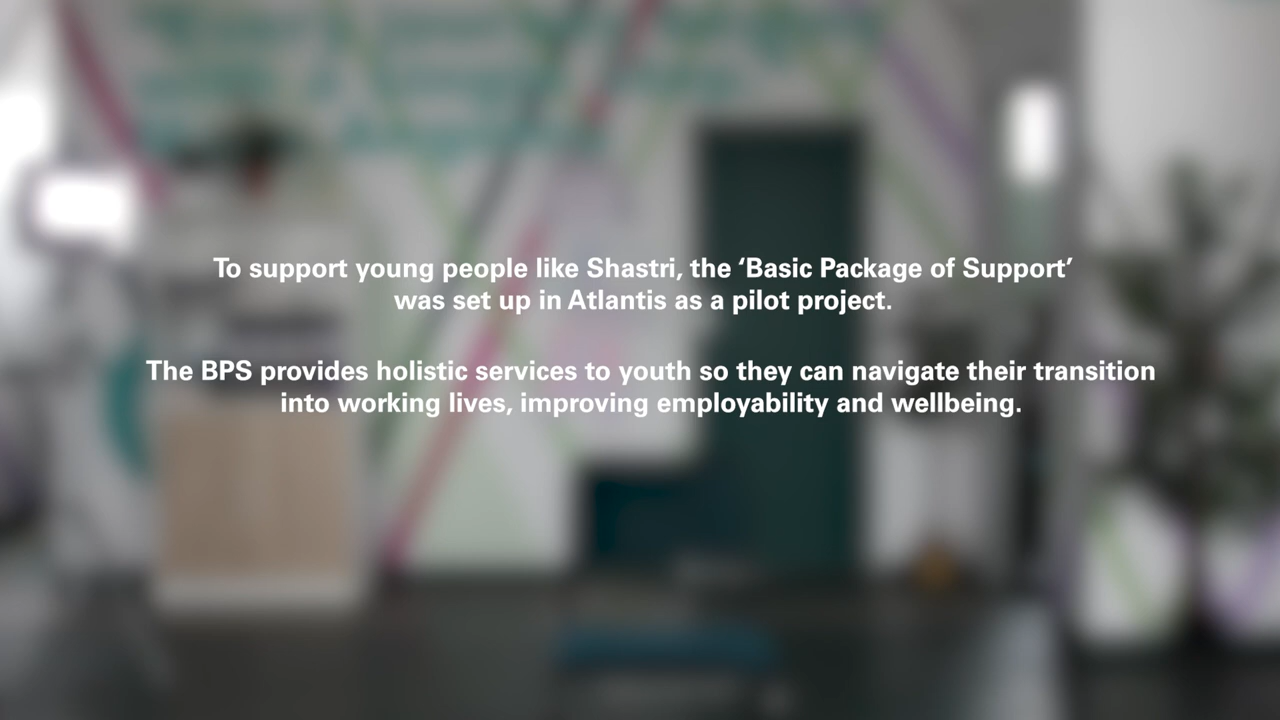 To support young people like Shastri, the ‘Basic Package of Support’
was set up in Atlantis as a pilot project.
The BPS provides holistic services to youth so they can navigate their transition
into working lives, improving employability and wellbeing.